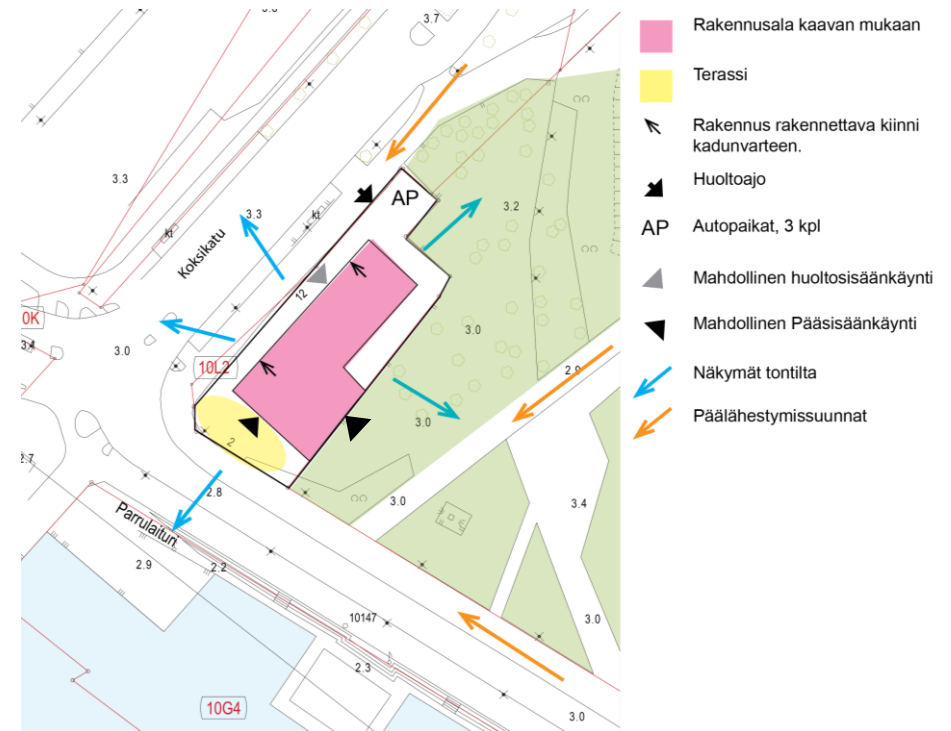 3.7
3.3
kt
3.3
kt
Koksikatu
AP
3.2
12
0K
3.0
10L2
3.0
2.9
3.0
2
2.7
2.8
3.0
3.4
Parrulaituri
2.9
2.2
10147
2.3
3.0
10G4
3.0
Rakennusala kaavan mukaan
Terassi
Rakennus rakennettava kiinni
kadunvarteen.
Huoltoajo
AP Autopaikat, 3 kpl
Mahdollinen huoltosisäänkäynti
Mahdollinen Pääsisäänkäynti
Näkymät tontilta
Päälähestymissuunnat